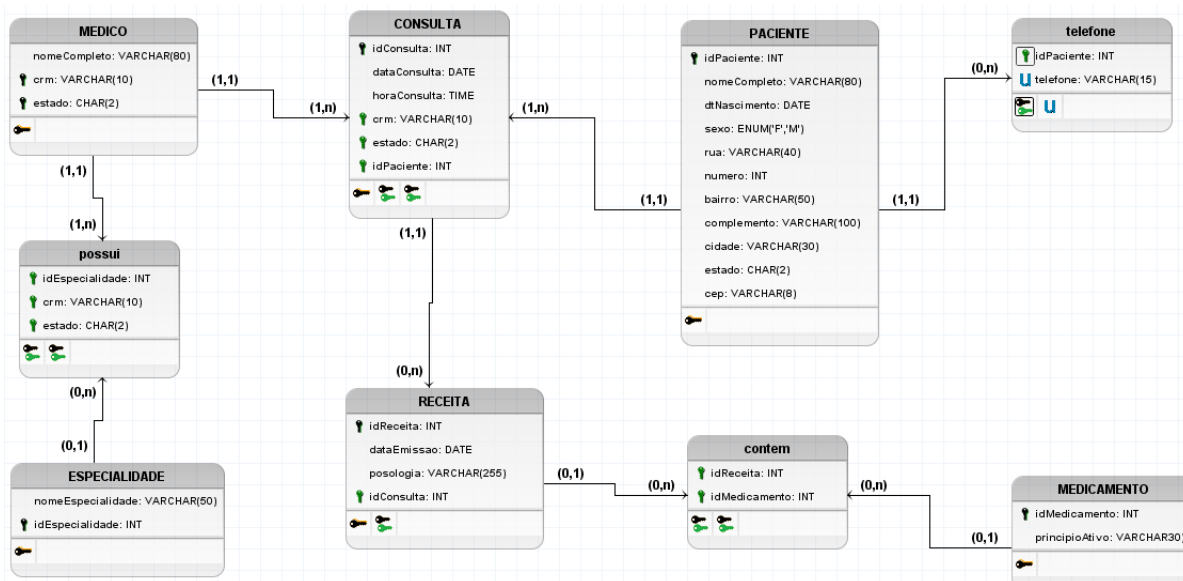 MEDICO
nomeCompleto: VARCHAR(80)
crm: VARCHAR(10)
estado: CHAR(2)
(1,1)
(1,n)
CONSULTA
idConsulta: INT
dataConsulta: DATE
horaConsulta: TIME
crm: VARCHAR(10)
estado: CHAR(2)
idPaciente: INT
(1,n)
(1,1)
PACIENTE
idPaciente: INT
nomeCompleto: VARCHAR(80)
dtNascimento: DATE
sexo: ENUM('F','M')
rua: VARCHAR(40)
numero: INT
bairro: VARCHAR(50)
complemento: VARCHAR(100)
cidade: VARCHAR(30)
estado: CHAR(2)
cep: VARCHAR(8)
(1,1)
(0,n)
telefone
idPaciente: INT
U telefone: VARCHAR(15)
U
(1,1)
(1,n)
possui
idEspecialidade: INT
crm: VARCHAR(10)
estado: CHAR(2)
(0,n)
(0,1)
ESPECIALIDADE
nomeEspecialidade: VARCHAR(50)
idEspecialidade: INT
(1,1)
(0,n)
RECEITA
idReceita: INT
dataEmissao: DATE
posologia: VARCHAR(255)
idConsulta: INT
(0,1)
(0,n)
contem
idReceita: INT
idMedicamento: INT
(0,n)
(0,1)
MEDICAMENTO
idMedicamento: INT
principioAtivo: VARCHAR30)